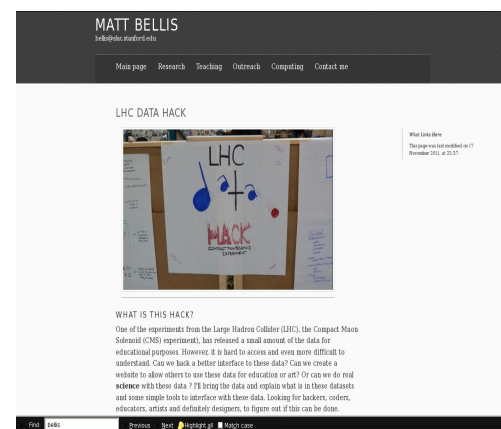 MATT BELLIS
bellis@slac.stanford.edu
Main page Research Teaching Outreach Computing Contact me
LHC DATA HACK
What Links Here
This page was last modified on 17
November 2011, at 23:37
LHC
HACK
WHAT IS THIS HACK?
One of the experiments from the Large Hadron Collider (LHC), the Compact Muon
Solenoid (CMS) experiment), has released a small amount of the data for
educational purposes. However, it is hard to access and even more difficult to
understand. Can we hack a better interface to these data? Can we create a
website to allow others to use these data for education or art? Or can we do real
science with these data ? I'll bring the data and explain what is in these datasets
and some simple tools to interface with these data. Looking for hackers, coders,
educators, artists and definitely designers, to figure out if this can be done.
Find: bellis Previous Next Highlight all Match case